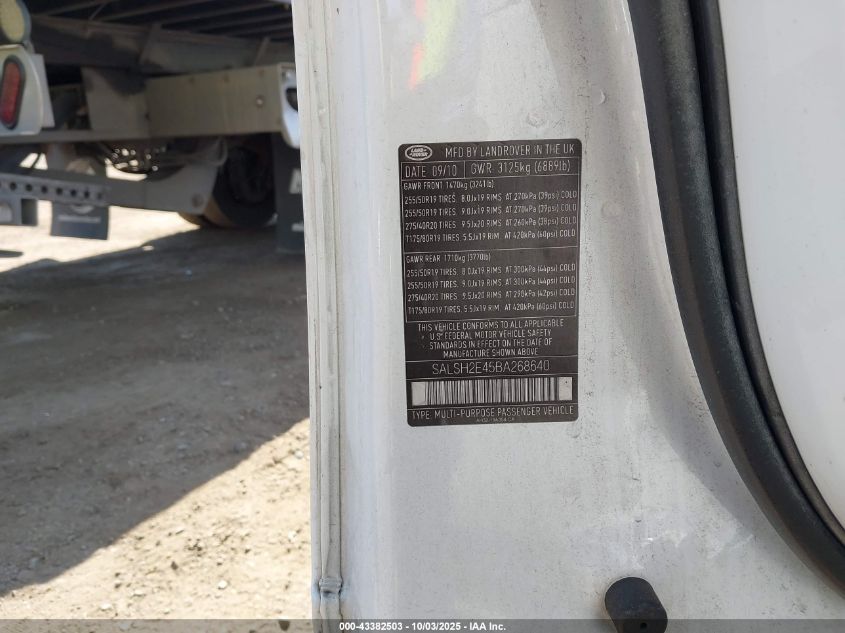 LAND ROVER
MFD BY LANDROVER IN THE UK
DATE 09/10 GWR 3125kg (6889lb)
GAWR FRONT 1470kg (3241lb)
255/50R19 TIRES. 8.0Jx19 RIMS AT 270kPa (39psi) COLD
255/50R19 TIRES. 9.0Jx19 RIMS AT 270kPa (39psi) COLD
275/40R20 TIRES. 9.5Jx20 RIMS AT 260kPa (38psi) COLD
T175/80R19 TIRES. 5.5Jx19 RIMS AT 420kPa (60psi) COLD
GAWR REAR 1710kg (3770lb)
255/50R19 TIRES. 8.0Jx19 RIMS AT 300kPa (44psi) COLD
255/50R19 TIRES. 9.0Jx19 RIMS AT 300kPa (44psi) COLD
275/40R20 TIRES. 9.5Jx20 RIMS AT 290kPa (42psi) COLD
T175/80R19 TIRES. 5.5Jx19 RIMS AT 420kPa (60psi) COLD
THIS VEHICLE CONFORMS TO ALL APPLICABLE
U.S. FEDERAL MOTOR VEHICLE SAFETY
STANDARDS IN EFFECT ON THE DATE OF
MANUFACTURE SHOWN ABOVE
SALSH2E45BA268640
TYPE: MULTI-PURPOSE PASSENGER VEHICLE
000-43382503 - 10/03/2025 - IAA Inc.